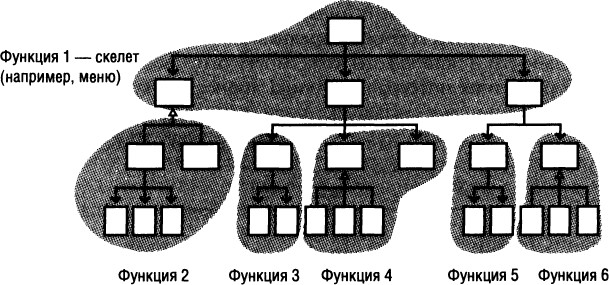 Функция 1 — скелет
(например, меню)
Функция 2
Функция 3
Функция 4
Функция 5
Функция 6